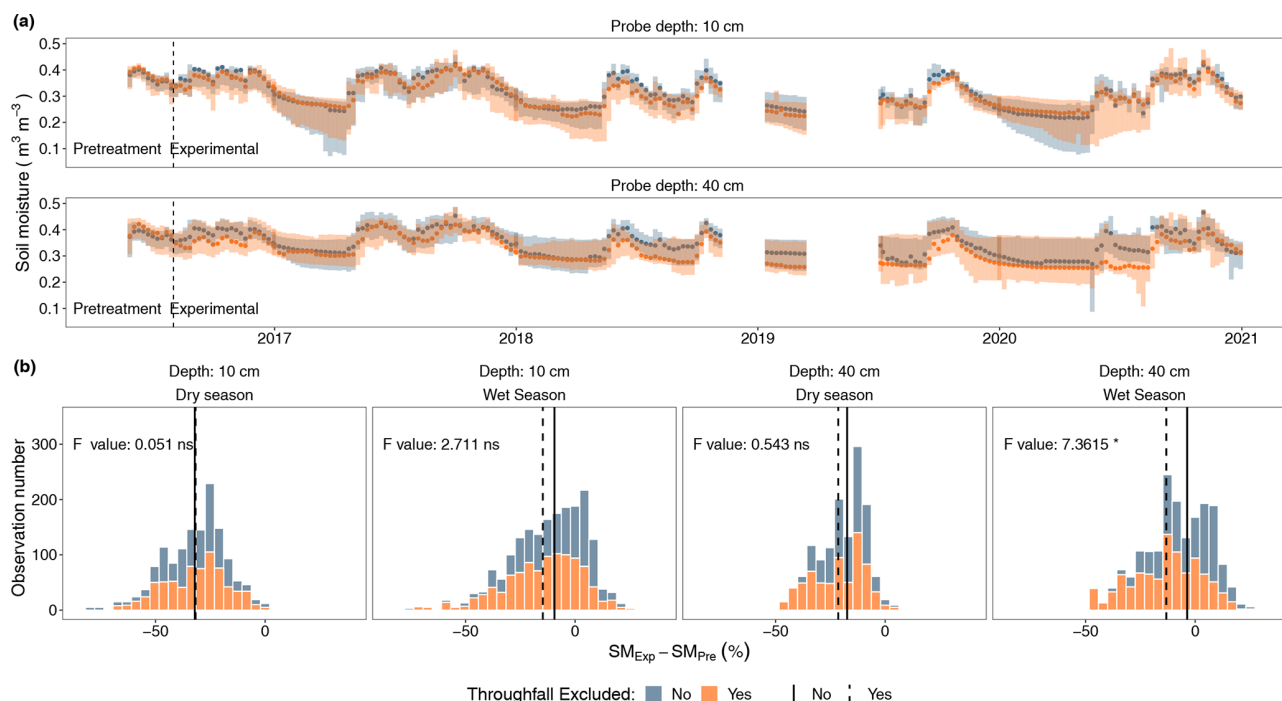 (a)
Probe depth: 10 cm
0.5
0.4
0.3
0.2
0.1
Pretreatment Experimental
Probe depth: 40 cm
0.5
0.4
0.3
0.2
0.1
Pretreatment Experimental
Soil moisture ( m³ m⁻³)
2017 2018 2019 2020 2021
(b)
Depth: 10 cm Depth: 10 cm Depth: 40 cm Depth: 40 cm
Dry season Wet Season Dry season Wet Season
F value: 0.051 ns F value: 2.711 ns F value: 0.543 ns F value: 7.3615 *
Observation number
300
200
100
0
−50 0 −50 0 −50 0 −50 0
SM_Exp − SM_Pre (%)
Throughfall Excluded: No Yes No Yes